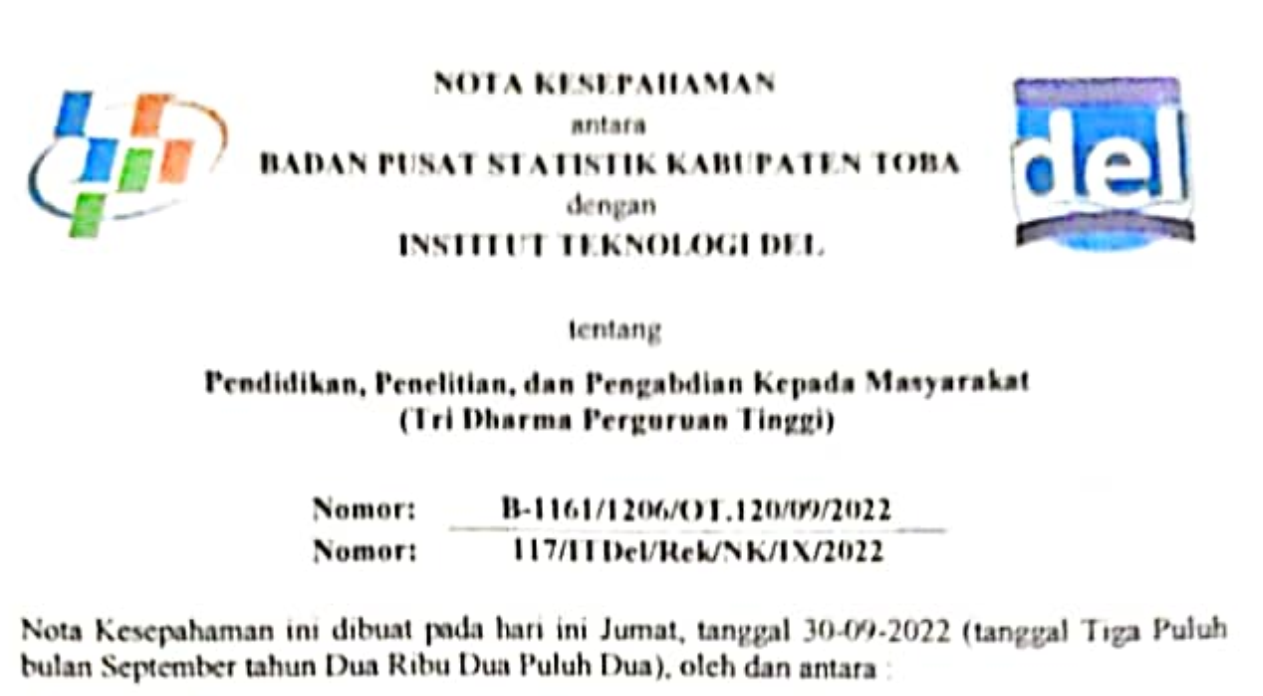 NOTA KESEPAHAMAN
antara
BADAN PUSAT STATISTIK KABUPATEN TOBA
dengan
INSTITUT TEKNOLOGI DEL
del
tentang
Pendidikan, Penelitian, dan Pengabdian Kepada Masyarakat
(Tri Dharma Perguruan Tinggi)
Nomor: B-1161/1206/OT.120/09/2022
Nomor: 117/ITDel/Rek/NK/IX/2022
Nota Kesepahaman ini dibuat pada hari ini Jumat, tanggal 30-09-2022 (tanggal Tiga Puluh
bulan September tahun Dua Ribu Dua Puluh Dua), oleh dan antara :